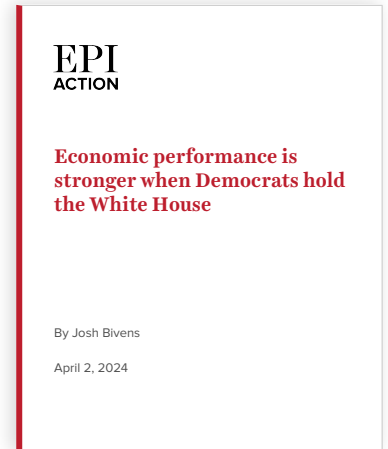 EPI
ACTION
Economic performance is
stronger when Democrats hold
the White House
By Josh Bivens
April 2, 2024